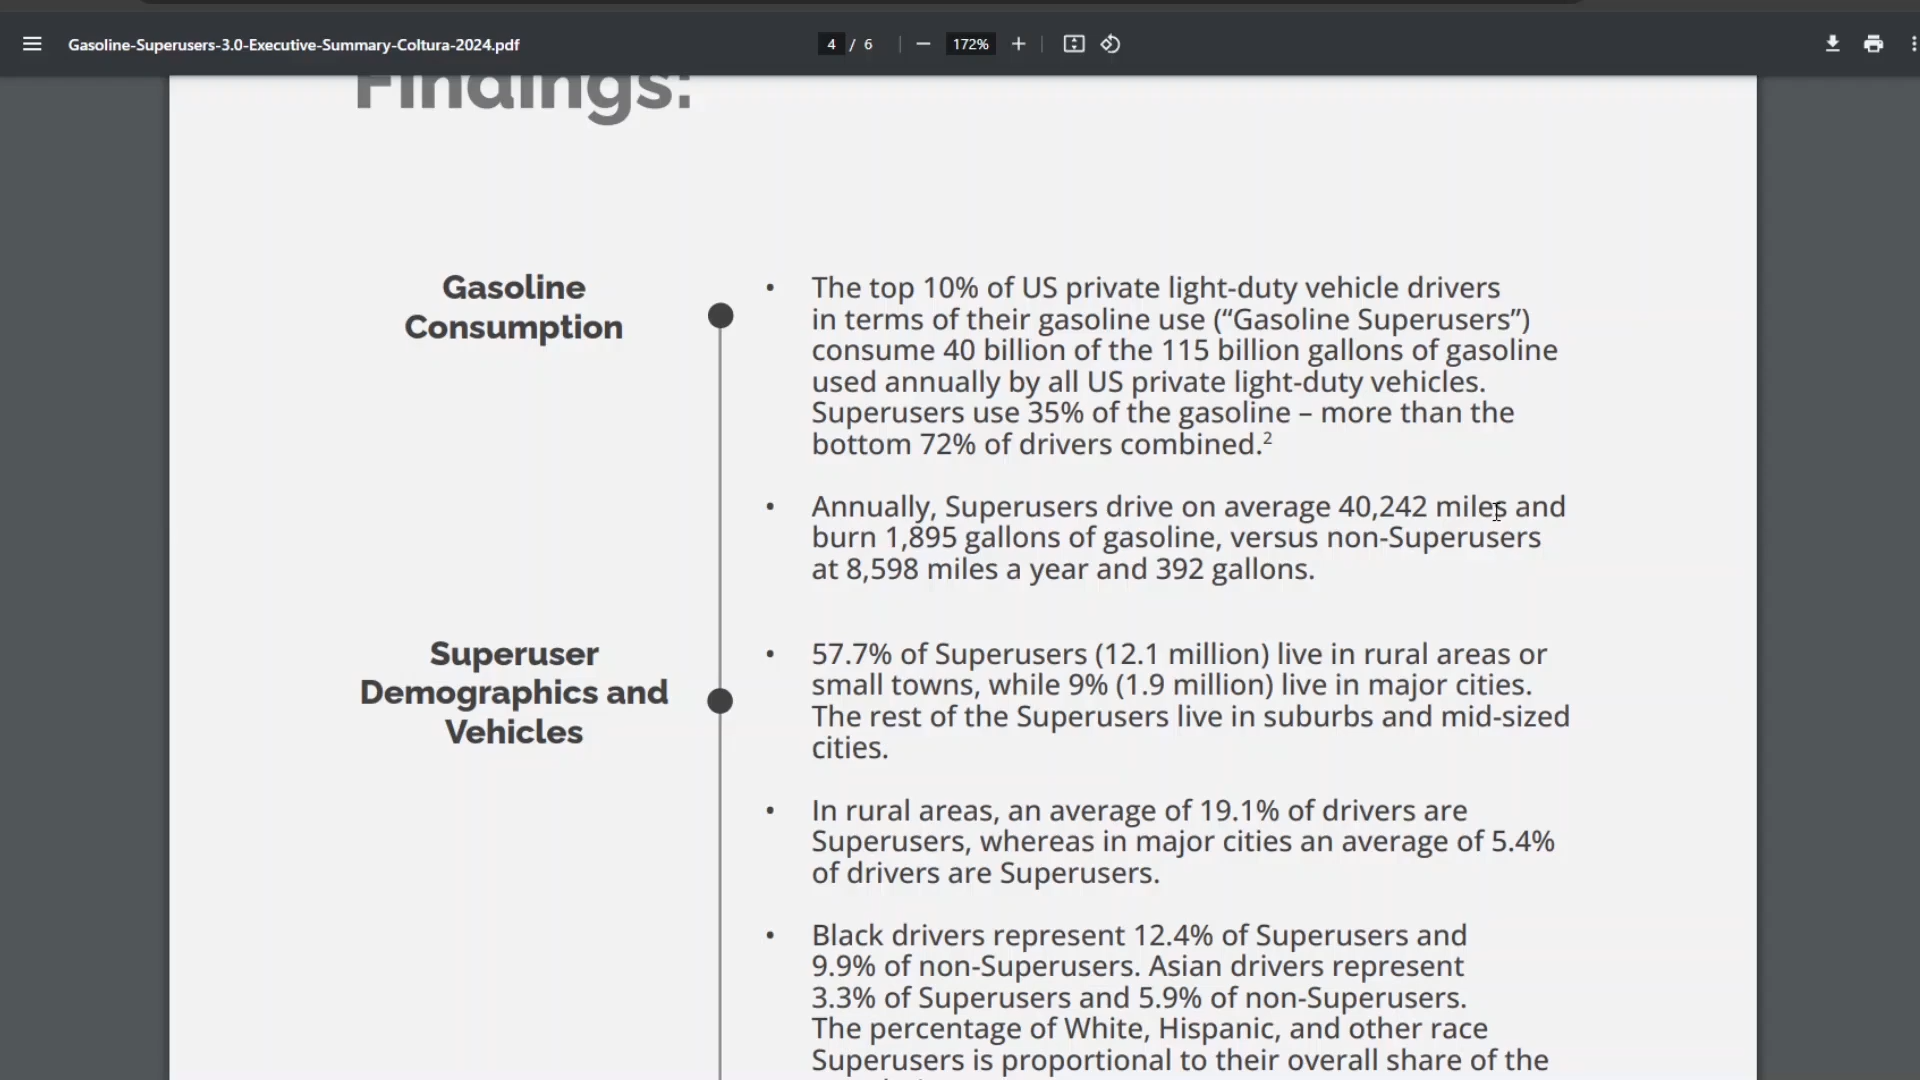 Gasoline-Superusers-3.0-Executive-Summary-Coltura-2024.pdf
4 / 6
172%
Findings:
Gasoline
Consumption
• The top 10% of US private light-duty vehicle drivers
in terms of their gasoline use (“Gasoline Superusers”)
consume 40 billion of the 115 billion gallons of gasoline
used annually by all US private light-duty vehicles.
Superusers use 35% of the gasoline – more than the
bottom 72% of drivers combined.2
• Annually, Superusers drive on average 40,242 miles and
burn 1,895 gallons of gasoline, versus non-Superusers
at 8,598 miles a year and 392 gallons.
Superuser
Demographics and
Vehicles
• 57.7% of Superusers (12.1 million) live in rural areas or
small towns, while 9% (1.9 million) live in major cities.
The rest of the Superusers live in suburbs and mid-sized
cities.
• In rural areas, an average of 19.1% of drivers are
Superusers, whereas in major cities an average of 5.4%
of drivers are Superusers.
• Black drivers represent 12.4% of Superusers and
9.9% of non-Superusers. Asian drivers represent
3.3% of Superusers and 5.9% of non-Superusers.
The percentage of White, Hispanic, and other race
Superusers is proportional to their overall share of the